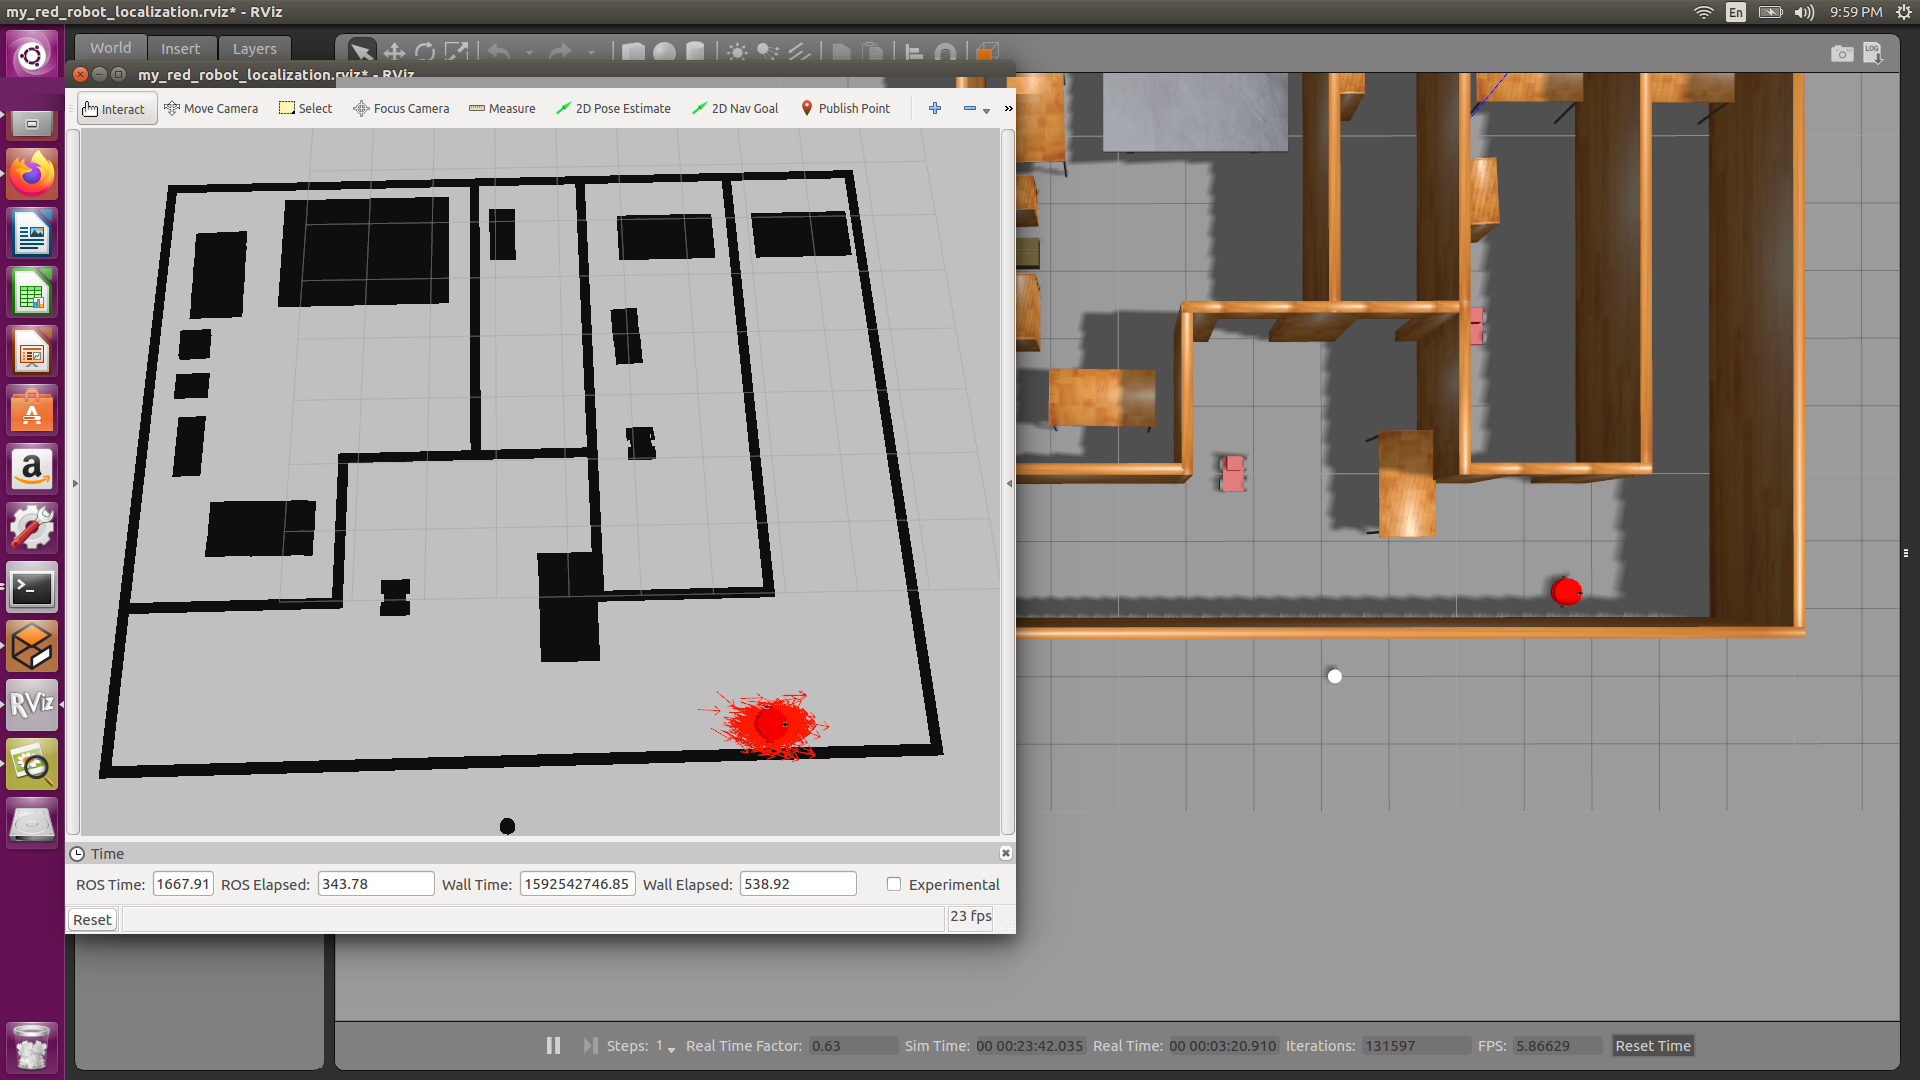 my_red_robot_localization.rviz* - RViz
En
9:59 PM
World
Insert
Layers
LOG
my_red_robot_localization.rviz* - RViz
Interact
Move Camera
Select
Focus Camera
Measure
2D Pose Estimate
2D Nav Goal
Publish Point
»
a
RViz
Time
ROS Time: 1667.91
ROS Elapsed: 343.78
Wall Time: 1592542746.85
Wall Elapsed: 538.92
Experimental
Reset
23 fps
Steps: 1
Real Time Factor: 0.63
Sim Time: 00 00:23:42.035
Real Time: 00 00:03:20.910
Iterations: 131597
FPS: 5.86629
Reset Time